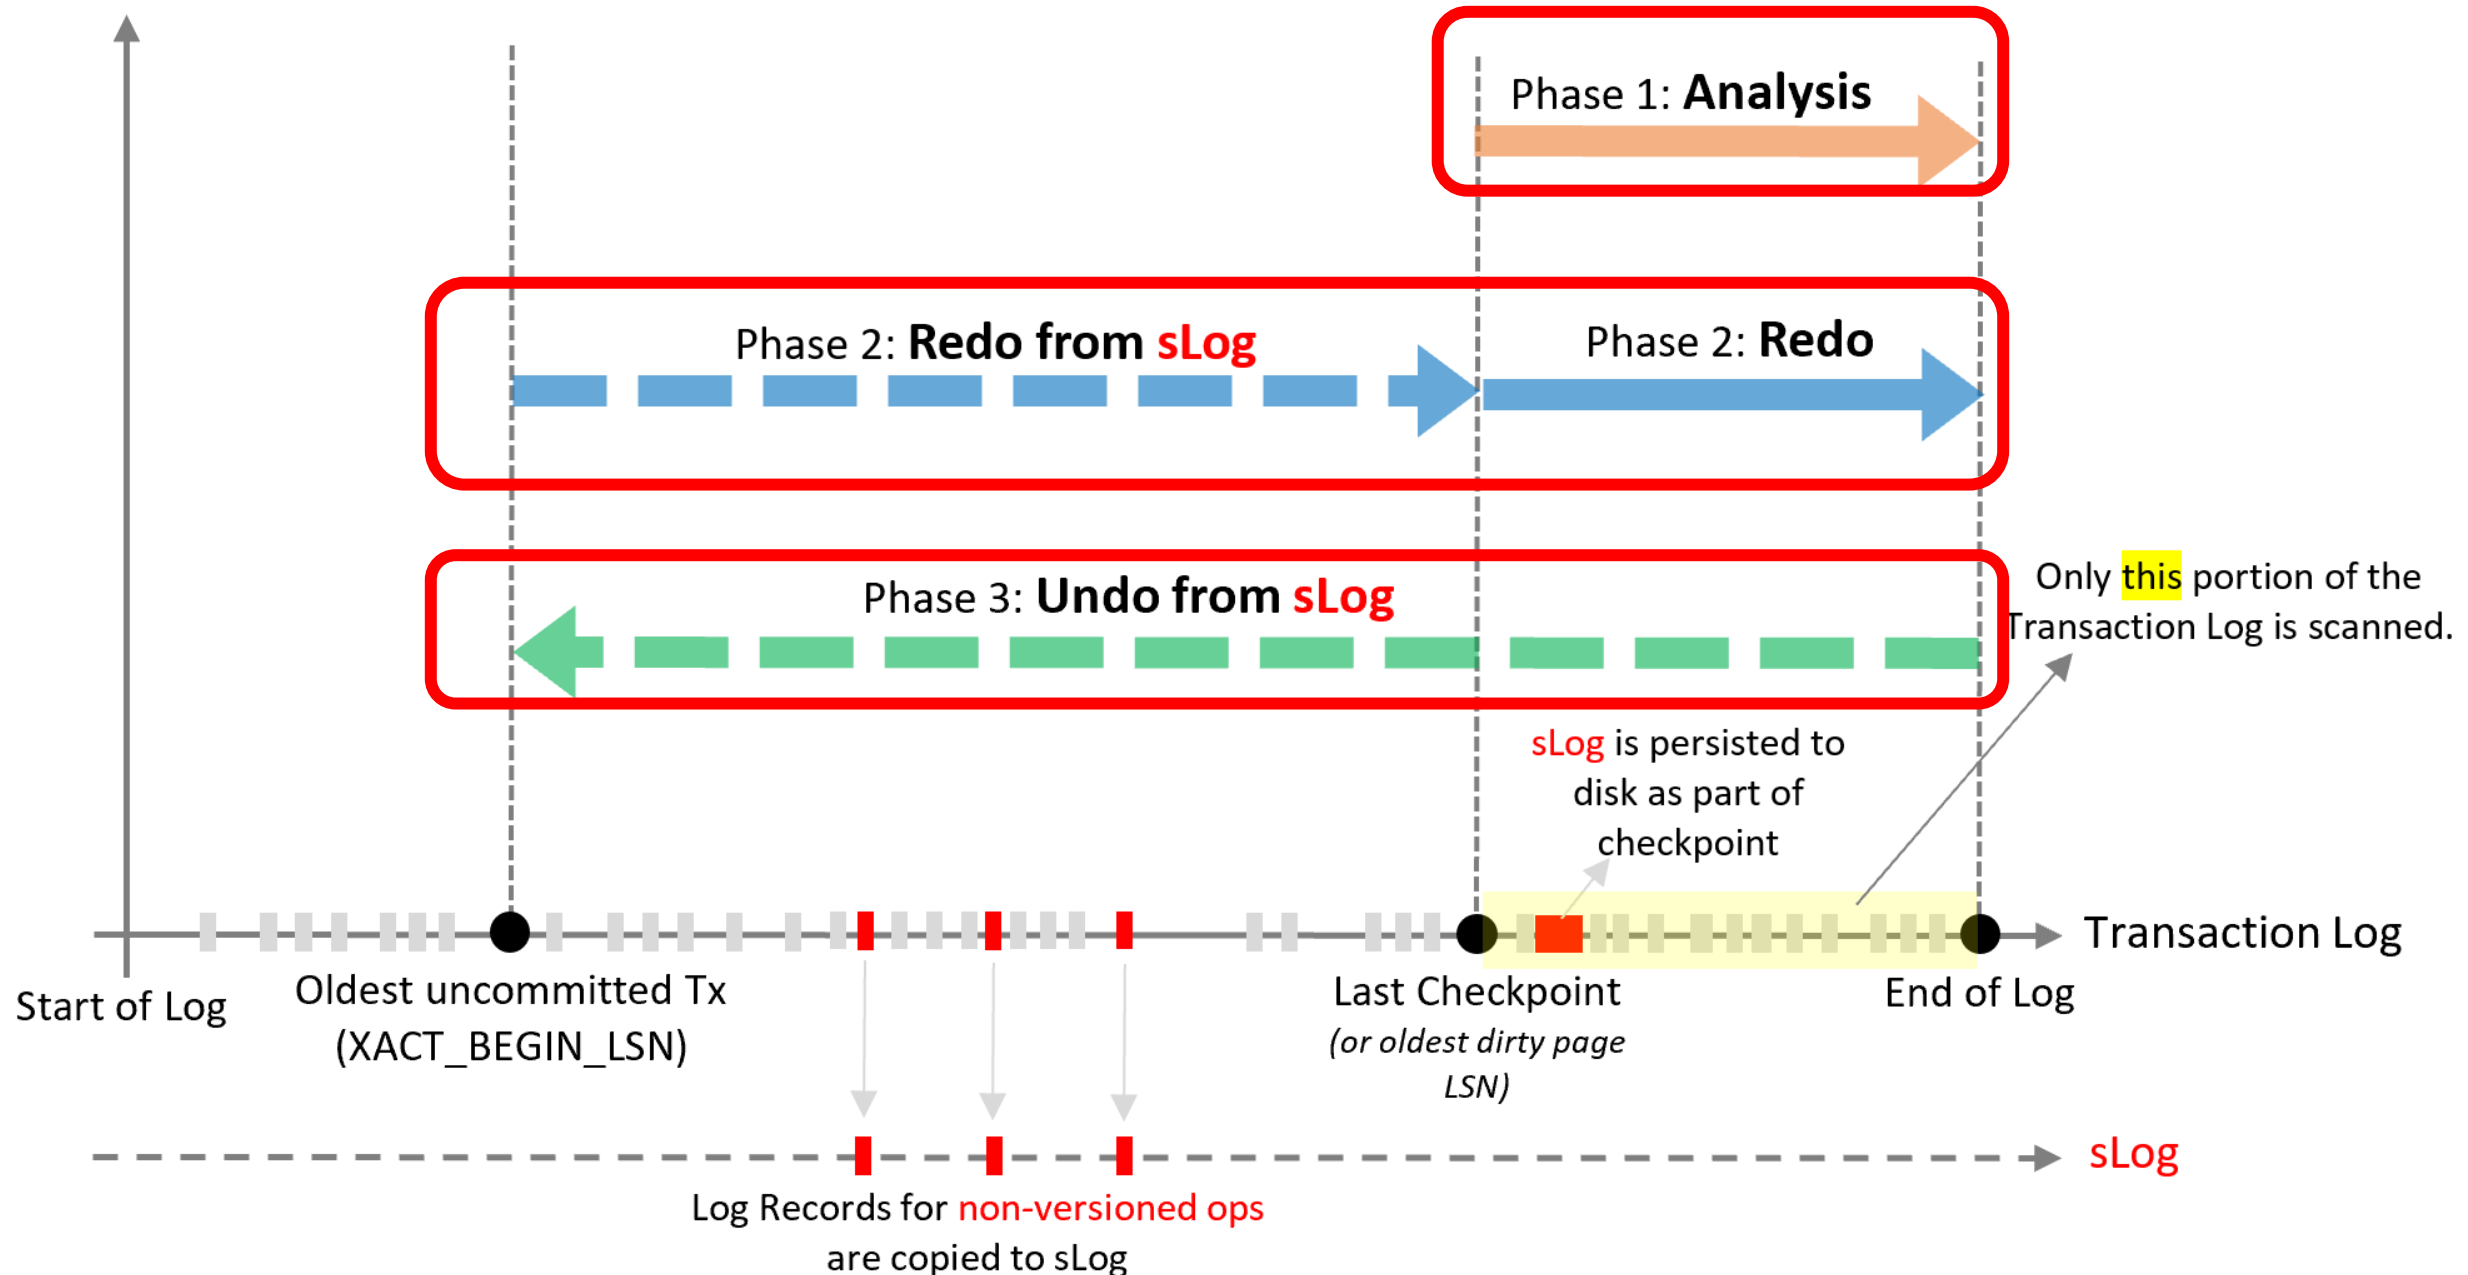 Phase 1: Analysis
Phase 2: Redo from sLog
Phase 2: Redo
Phase 3: Undo from sLog
Only this portion of the
Transaction Log is scanned.
sLog is persisted to
disk as part of
checkpoint
Transaction Log
Start of Log
Oldest uncommitted Tx
(XACT_BEGIN_LSN)
Last Checkpoint
(or oldest dirty page
LSN)
End of Log
sLog
Log Records for non-versioned ops
are copied to sLog